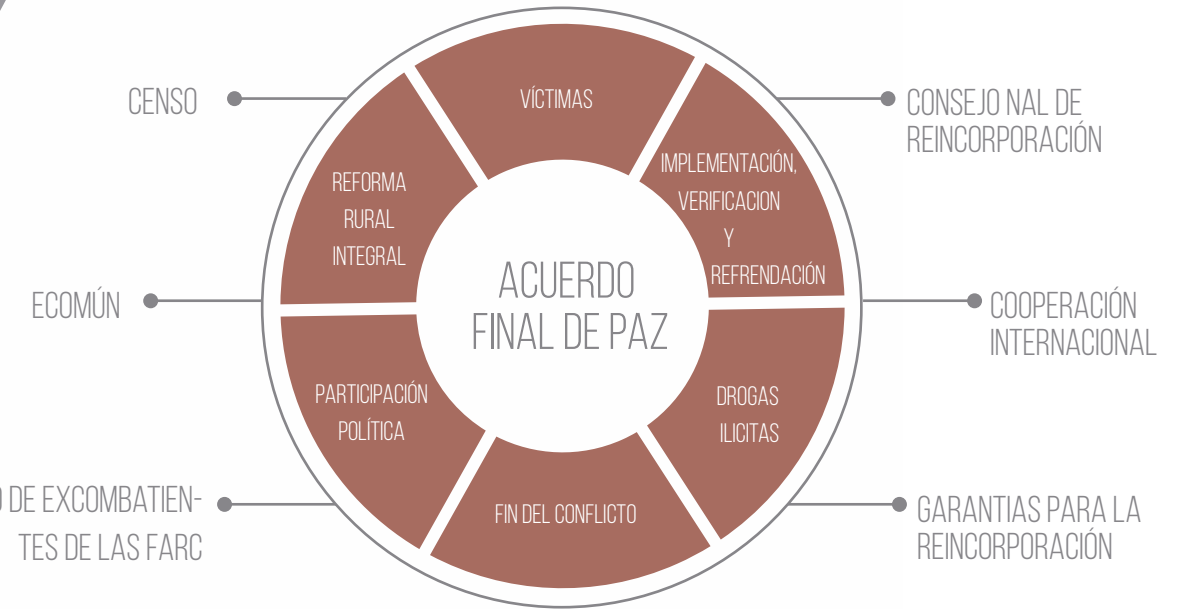 CENSO
ECOMÚN
DE EXCOMBATIEN-
TES DE LAS FARC
VÍCTIMAS
REFORMA
RURAL
INTEGRAL
IMPLEMENTACIÓN,
VERIFICACION
Y
REFRENDACIÓN
ACUERDO
FINAL DE PAZ
PARTICIPACIÓN
POLÍTICA
DROGAS
ILICITAS
FIN DEL CONFLICTO
CONSEJO NAL DE
REINCORPORACIÓN
COOPERACIÓN
INTERNACIONAL
GARANTIAS PARA LA
REINCORPORACIÓN